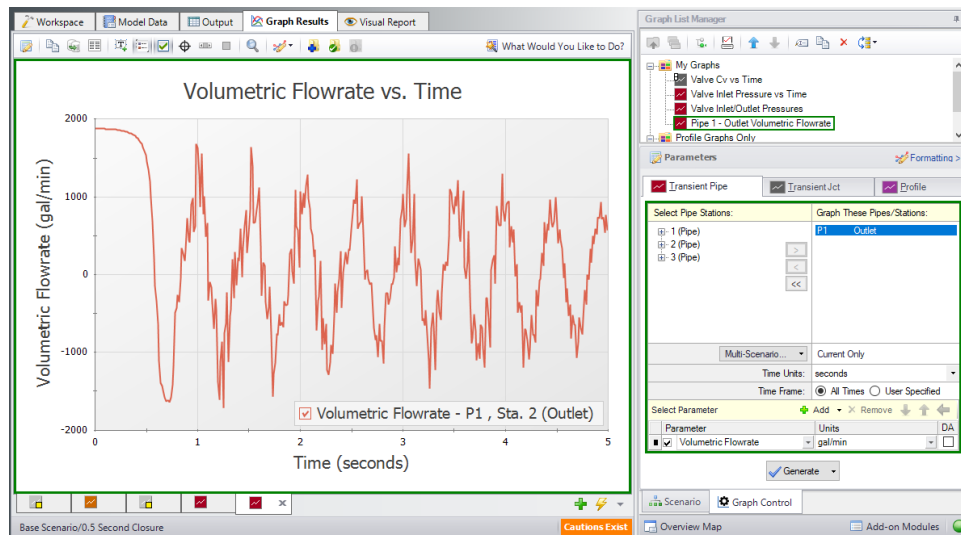 Workspace Model Data Output Graph Results Visual Report
What Would You Like to Do?
Volumetric Flowrate vs. Time
Volumetric Flowrate (gal/min)
2000
1000
0
-1000
-2000
0 1 2 3 4 5
Volumetric Flowrate - P1 , Sta. 2 (Outlet)
Time (seconds)
Base Scenario/0.5 Second Closure
Cautions Exist
Graph List Manager
My Graphs
Valve Cv vs Time
Valve Inlet Pressure vs Time
Valve Inlet/Outlet Pressures
Pipe 1 - Outlet Volumetric Flowrate
Profile Graphs Only
Parameters
Formatting >
Transient Pipe Transient Jct Profile
Select Pipe Stations: Graph These Pipes/Stations:
1 (Pipe)
2 (Pipe)
3 (Pipe)
P1 Outlet
>
<
<<
Multi-Scenario... Current Only
Time Units: seconds
Time Frame: All Times User Specified
Select Parameter Add Remove
Parameter Units DA
Volumetric Flowrate gal/min
Generate
Scenario Graph Control
Overview Map Add-on Modules